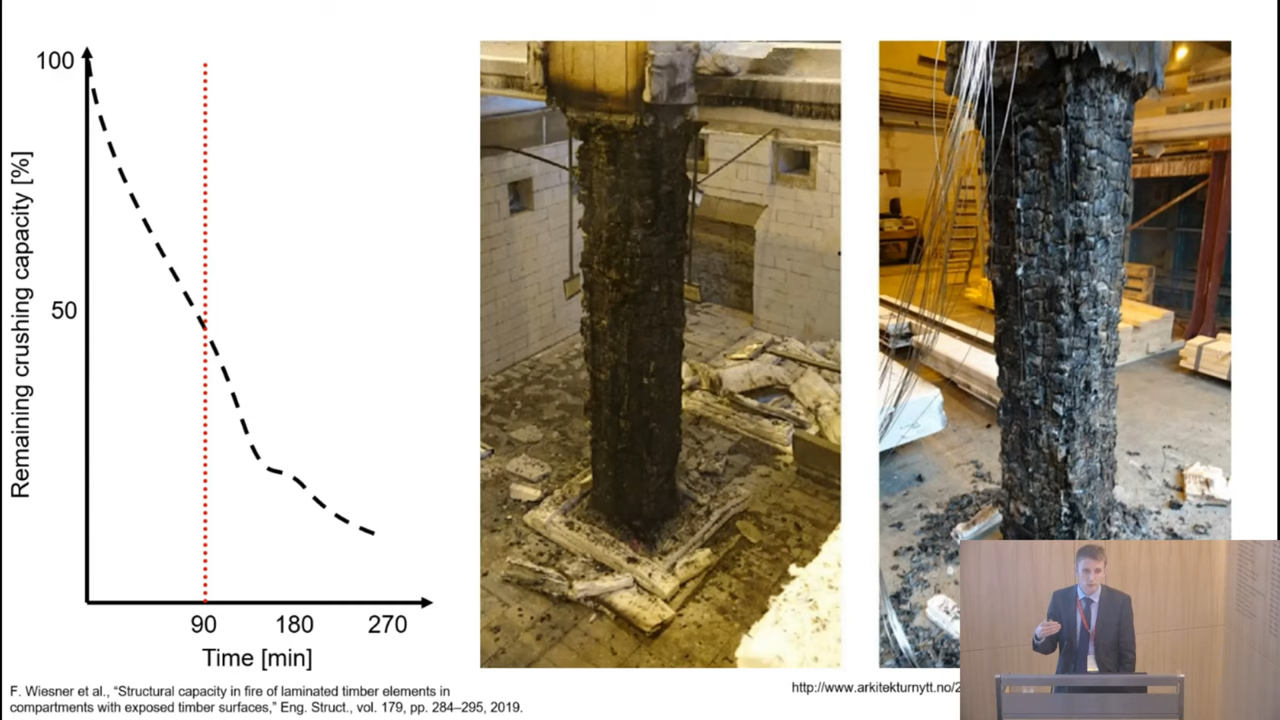 100
50
Remaining crushing capacity [%]
90 180 270
Time [min]
F. Wiesner et al., “Structural capacity in fire of laminated timber elements in
compartments with exposed timber surfaces,” Eng. Struct., vol. 179, pp. 284–295, 2019.
http://www.arkitekturnytt.no/2